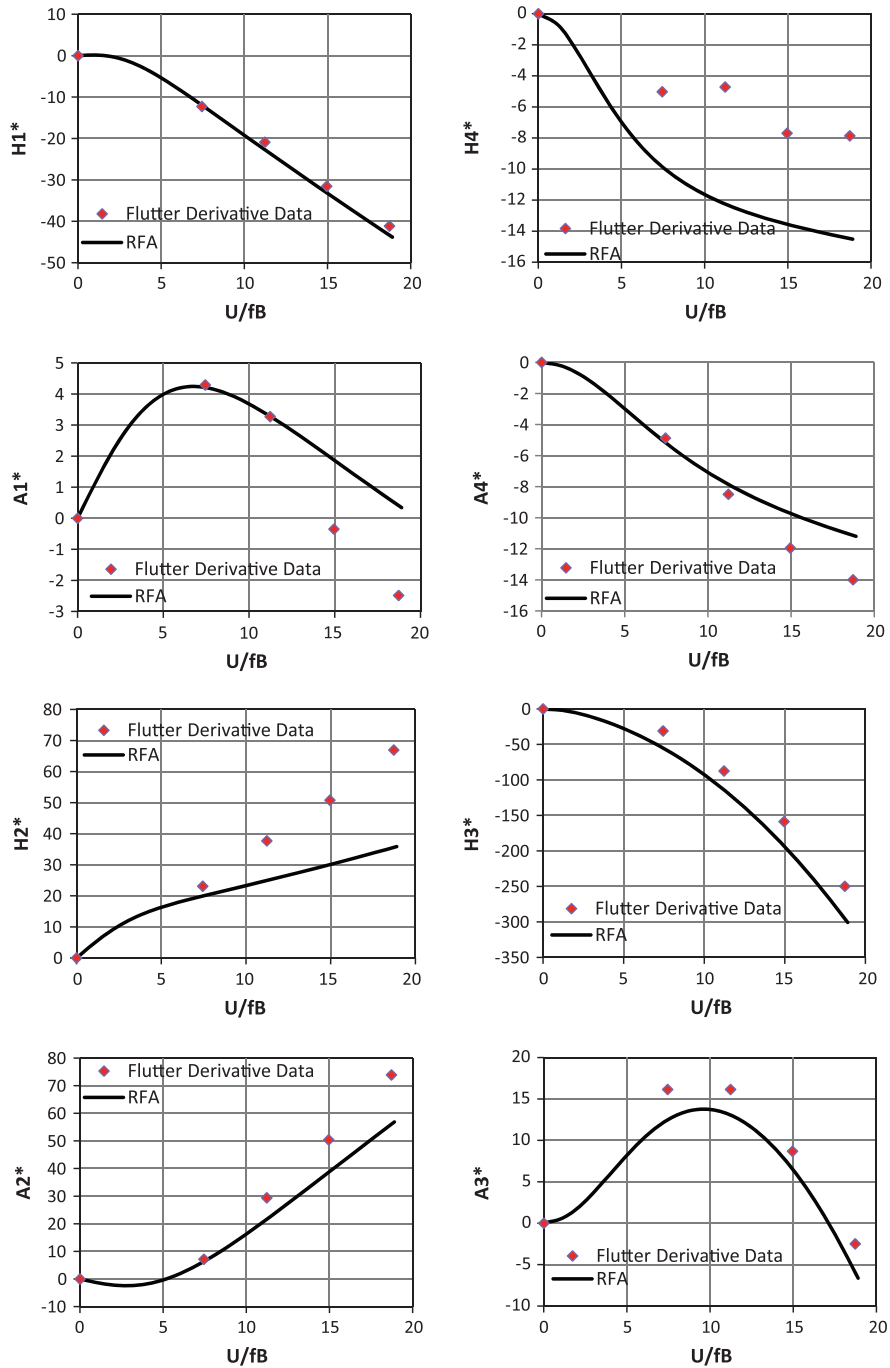 10
0
-10
-20
-30
-40
-50
H1*
Flutter Derivative Data
RFA
0 5 10 15 20
U/fB
0
-2
-4
-6
-8
-10
-12
-14
-16
H4*
Flutter Derivative Data
RFA
0 5 10 15 20
U/fB
5
4
3
2
1
0
-1
-2
-3
A1*
Flutter Derivative Data
RFA
0 5 10 15 20
U/fB
0
-2
-4
-6
-8
-10
-12
-14
-16
A4*
Flutter Derivative Data
RFA
0 5 10 15 20
U/fB
80
70
60
50
40
30
20
10
0
H2*
Flutter Derivative Data
RFA
0 5 10 15 20
U/fB
0
-50
-100
-150
-200
-250
-300
-350
H3*
Flutter Derivative Data
RFA
0 5 10 15 20
U/fB
80
70
60
50
40
30
20
10
0
-10
A2*
Flutter Derivative Data
RFA
0 5 10 15 20
U/fB
20
15
10
5
0
-5
-10
A3*
Flutter Derivative Data
RFA
0 5 10 15 20
U/fB